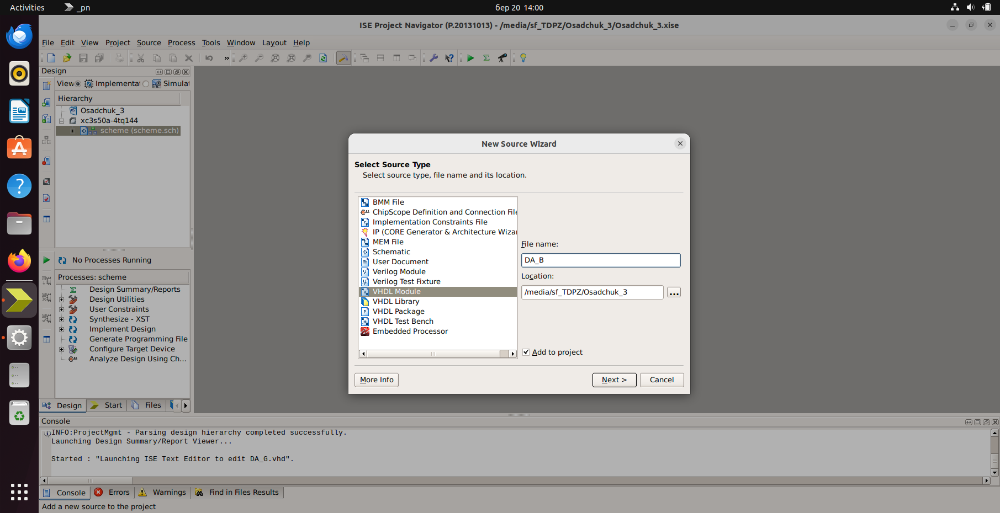 Activities
_pn
бер 20 14:00
ISE Project Navigator (P.20131013) - /media/sf_TDPZ/Osadchuk_3/Osadchuk_3.xise
File Edit View Project Source Process Tools Window Layout Help
Design
View Implementat Simulat
Hierarchy
Osadchuk_3
xc3s50a-4tq144
scheme (scheme.sch)
No Processes Running
Processes: scheme
Design Summary/Reports
Design Utilities
User Constraints
Synthesize - XST
Implement Design
Generate Programming File
Configure Target Device
Analyze Design Using Ch...
Design Start Files
New Source Wizard
Select Source Type
Select source type, file name and its location.
BMM File
ChipScope Definition and Connection File
Implementation Constraints File
IP (CORE Generator & Architecture Wizar
MEM File
Schematic
User Document
Verilog Module
Verilog Test Fixture
VHDL Module
VHDL Library
VHDL Package
VHDL Test Bench
Embedded Processor
File name:
DA_B
Location:
/media/sf_TDPZ/Osadchuk_3
...
Add to project
More Info
Next >
Cancel
Console
INFO:ProjectMgmt - Parsing design hierarchy completed successfully.
Launching Design Summary/Report Viewer...
Started : "Launching ISE Text Editor to edit DA_G.vhd".
Console Errors Warnings Find in Files Results
Add a new source to the project